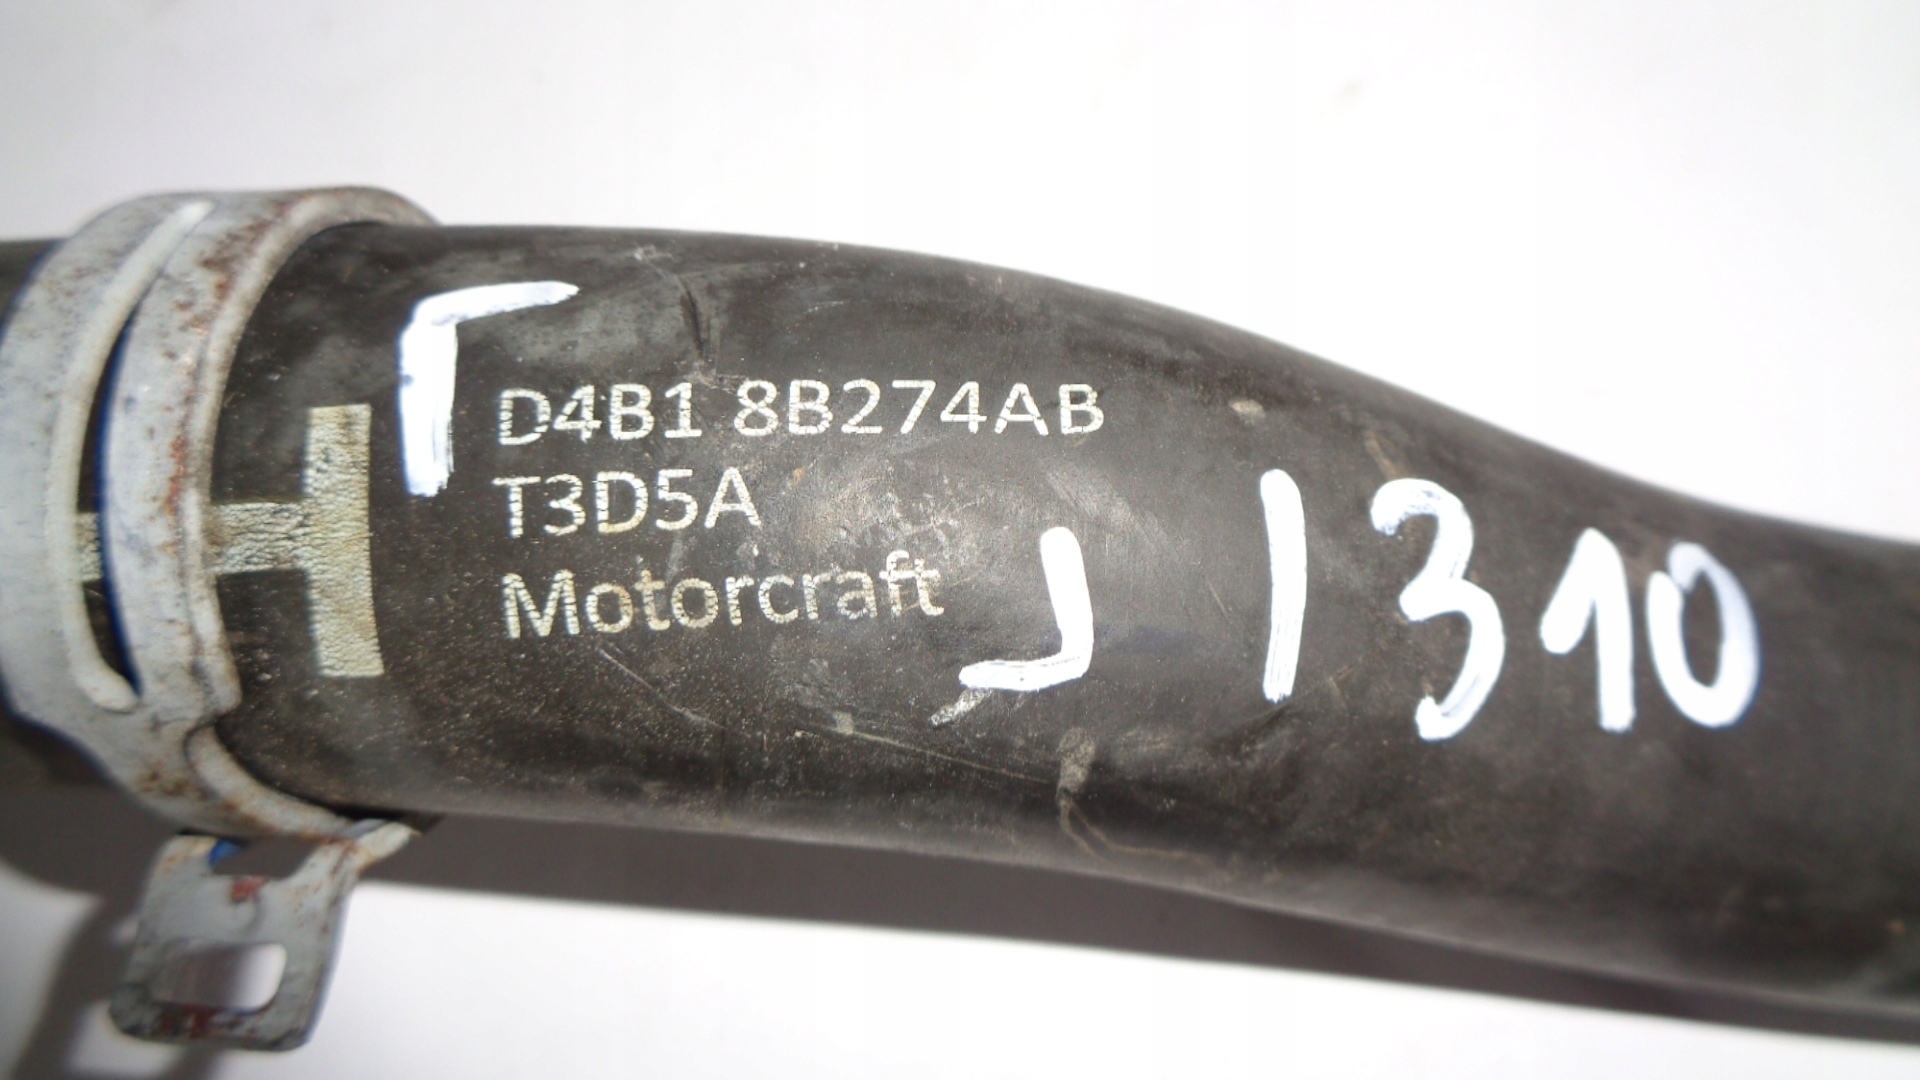 D4B1 8B274AB
T3D5A
Motorcraft
1310